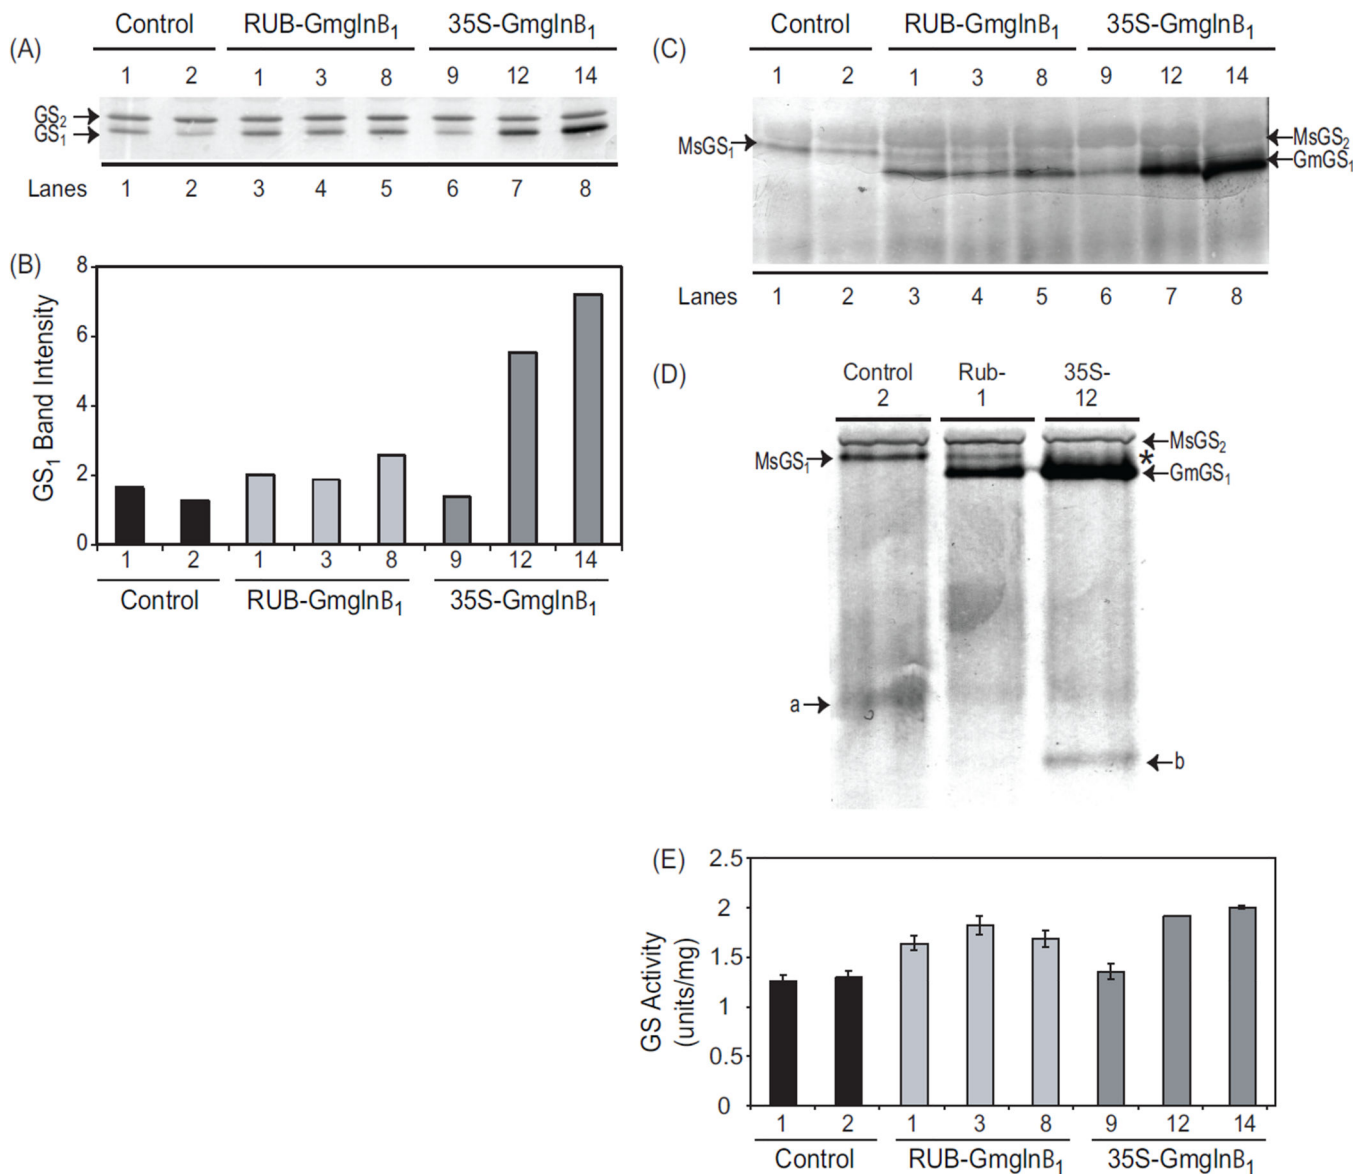 (A)
Control RUB-GmglnB1 35S-GmglnB1
1 2 1 3 8 9 12 14
GS2
GS1
Lanes 1 2 3 4 5 6 7 8
(B)
GS1 Band Intensity
8
6
4
2
0
1 2 1 3 8 9 12 14
Control RUB-GmglnB1 35S-GmglnB1
(C)
Control RUB-GmglnB1 35S-GmglnB1
1 2 1 3 8 9 12 14
MsGS1
MsGS2
GmGS1
Lanes 1 2 3 4 5 6 7 8
(D)
Control Rub- 35S-
2 1 12
MsGS2
MsGS1
*
GmGS1
a
b
(E)
GS Activity
(units/mg)
2.5
2
1.5
1
0.5
0
1 2 1 3 8 9 12 14
Control RUB-GmglnB1 35S-GmglnB1